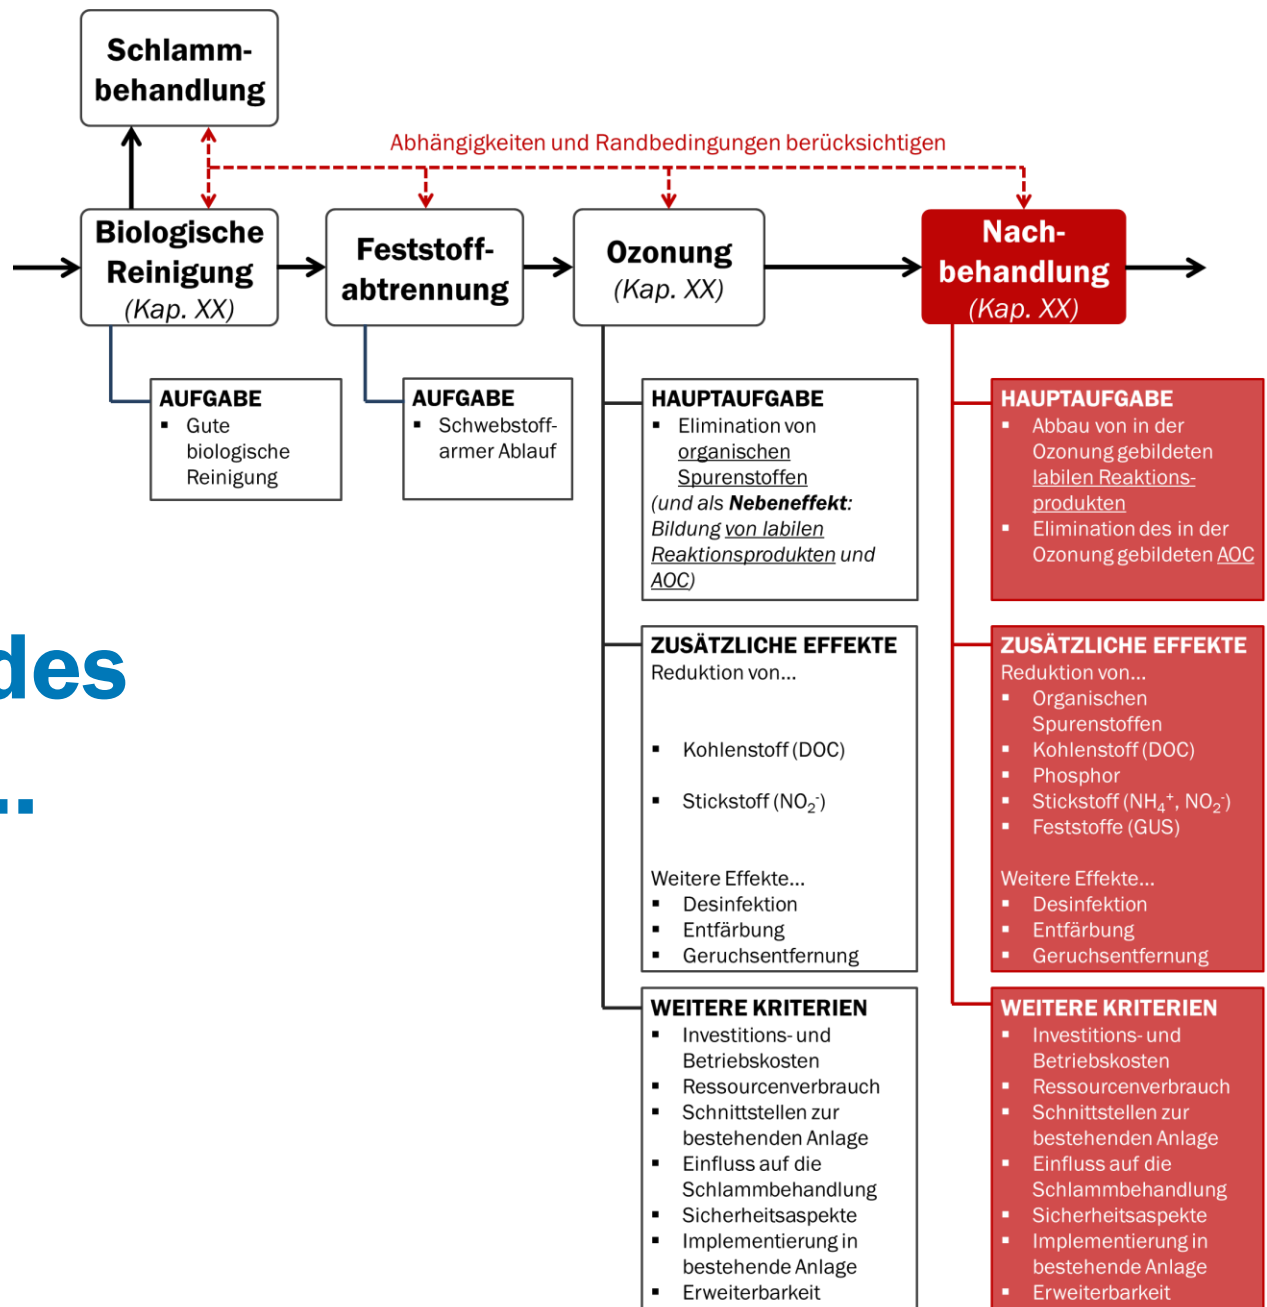 Schlamm-
behandlung
Abhängigkeiten und Randbedingungen berücksichtigen
Biologische
Reinigung
(Kap. XX)
Feststoff-
abtrennung
Ozonung
(Kap. XX)
Nach-
behandlung
(Kap. XX)
AUFGABE
▪ Gute
biologische
Reinigung
AUFGABE
▪ Schwebstoff-
armer Ablauf
HAUPTAUFGABE
▪ Elimination von
organischen
Spurenstoffen
(und als Nebeneffekt:
Bildung von labilen
Reaktionsprodukten und
AOC)
HAUPTAUFGABE
▪ Abbau von in der
Ozonung gebildeten
labilen Reaktions-
produkten
▪ Elimination des in der
Ozonung gebildeten AOC
des
..
ZUSÄTZLICHE EFFEKTE
Reduktion von...
▪ Kohlenstoff (DOC)
▪ Stickstoff (NO₂⁻)
Weitere Effekte...
▪ Desinfektion
▪ Entfärbung
▪ Geruchsentfernung
ZUSÄTZLICHE EFFEKTE
Reduktion von...
▪ Organischen
Spurenstoffen
▪ Kohlenstoff (DOC)
▪ Phosphor
▪ Stickstoff (NH₄⁺, NO₂⁻)
▪ Feststoffe (GUS)
Weitere Effekte...
▪ Desinfektion
▪ Entfärbung
▪ Geruchsentfernung
WEITERE KRITERIEN
▪ Investitions- und
Betriebskosten
▪ Ressourcenverbrauch
▪ Schnittstellen zur
bestehenden Anlage
▪ Einfluss auf die
Schlammbehandlung
▪ Sicherheitsaspekte
▪ Implementierung in
bestehende Anlage
▪ Erweiterbarkeit
WEITERE KRITERIEN
▪ Investitions- und
Betriebskosten
▪ Ressourcenverbrauch
▪ Schnittstellen zur
bestehenden Anlage
▪ Einfluss auf die
Schlammbehandlung
▪ Sicherheitsaspekte
▪ Implementierung in
bestehende Anlage
▪ Erweiterbarkeit